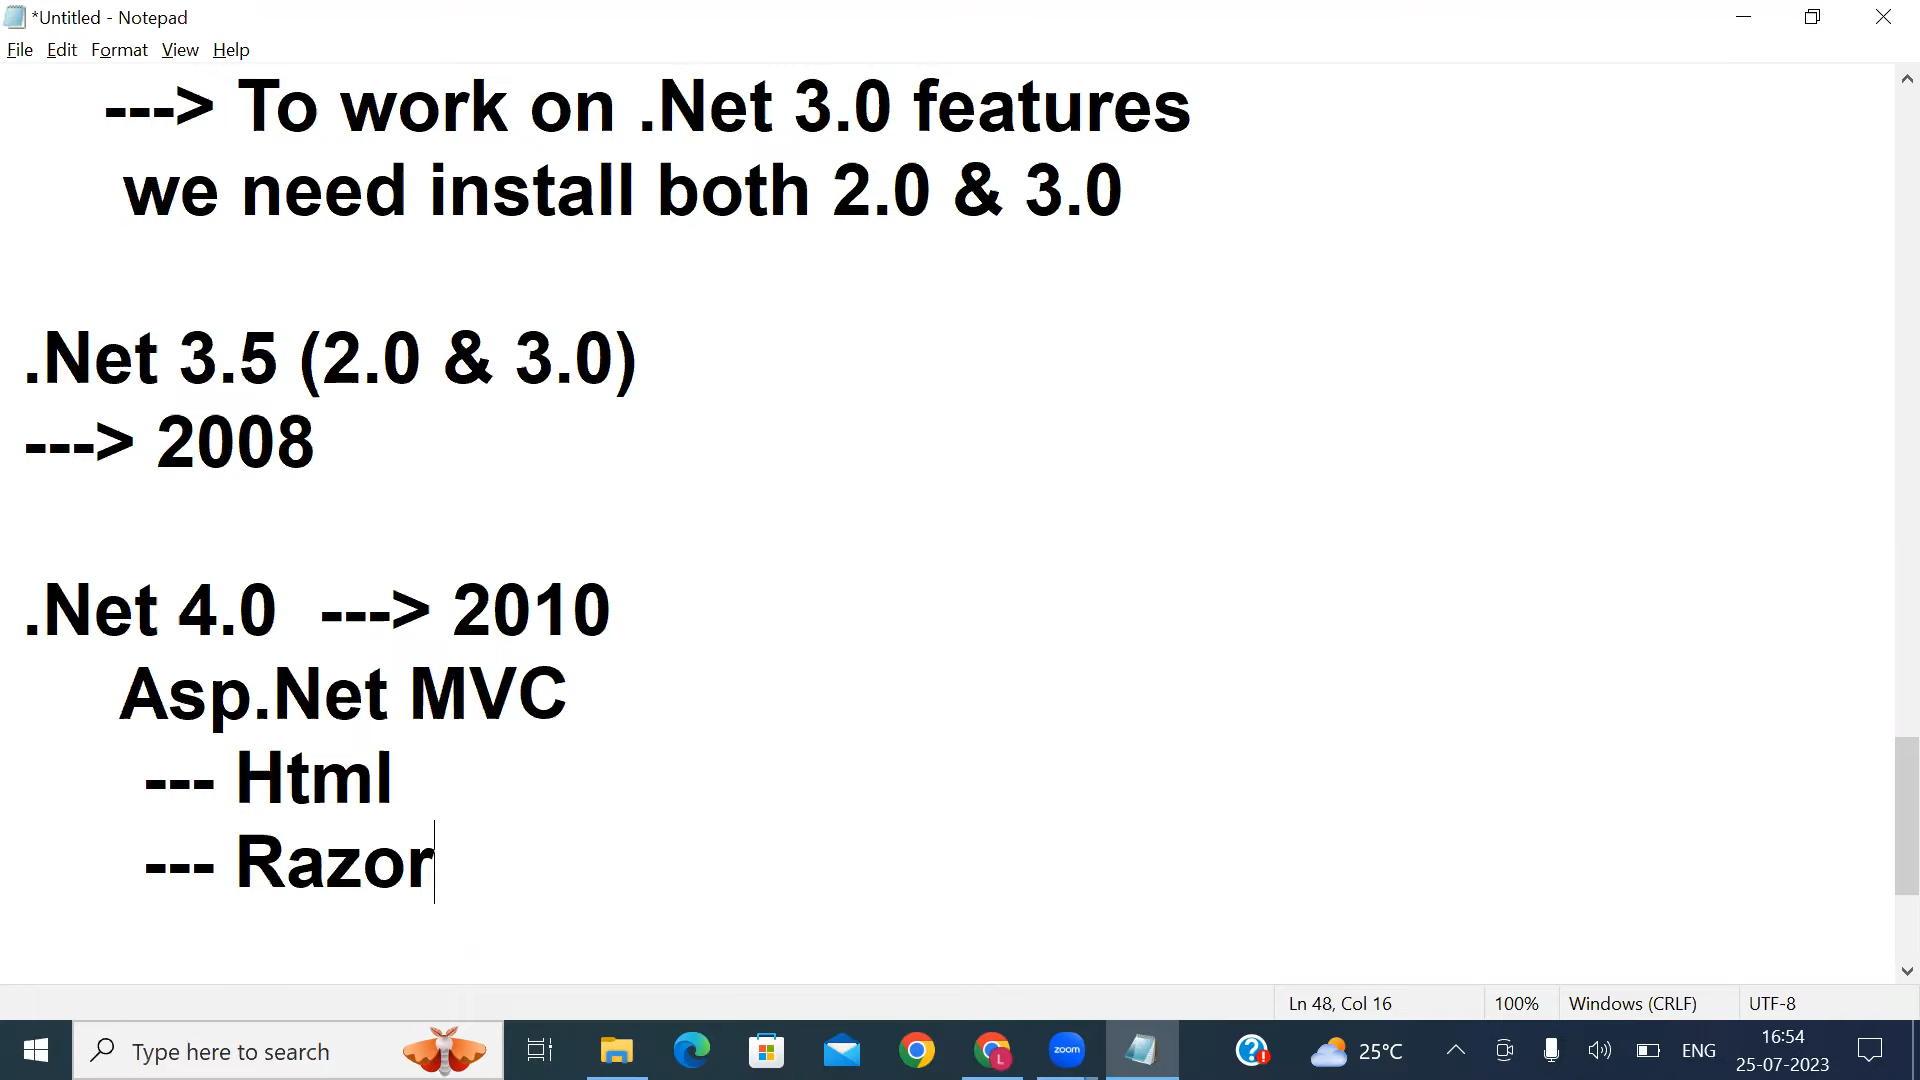 *Untitled - Notepad
File Edit Format View Help
---> To work on .Net 3.0 features
we need install both 2.0 & 3.0
.Net 3.5 (2.0 & 3.0)
---> 2008
.Net 4.0 ---> 2010
Asp.Net MVC
--- Html
--- Razor
Ln 48, Col 16 100% Windows (CRLF) UTF-8
Type here to search zoom L 25°C ENG 16:54
25-07-2023